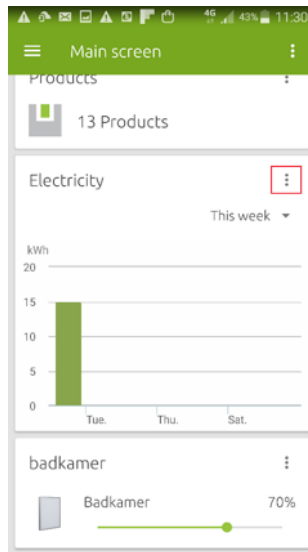 4G 43% 11:30
Main screen
Products
13 Products
Electricity
This week
kWh
20
15
10
5
0
Tue. Thu. Sat.
badkamer
Badkamer 70%